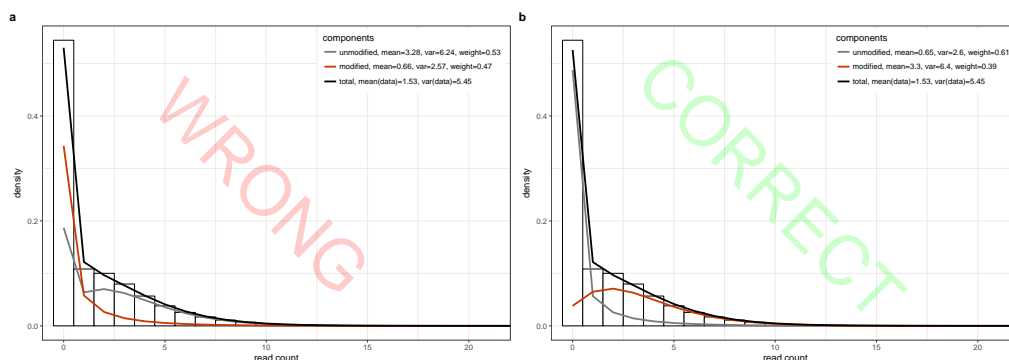 a
components
unmodified, mean=3.28, var=6.24, weight=0.53
modified, mean=0.66, var=2.57, weight=0.47
total, mean(data)=1.53, var(data)=5.45
WRONG
density
0.4
0.2
0.0
0
5
10
15
20
read count
b
components
unmodified, mean=0.65, var=2.6, weight=0.61
modified, mean=3.3, var=6.4, weight=0.39
total, mean(data)=1.53, var(data)=5.45
CORRECT
density
0.4
0.2
0.0
0
5
10
15
20
read count